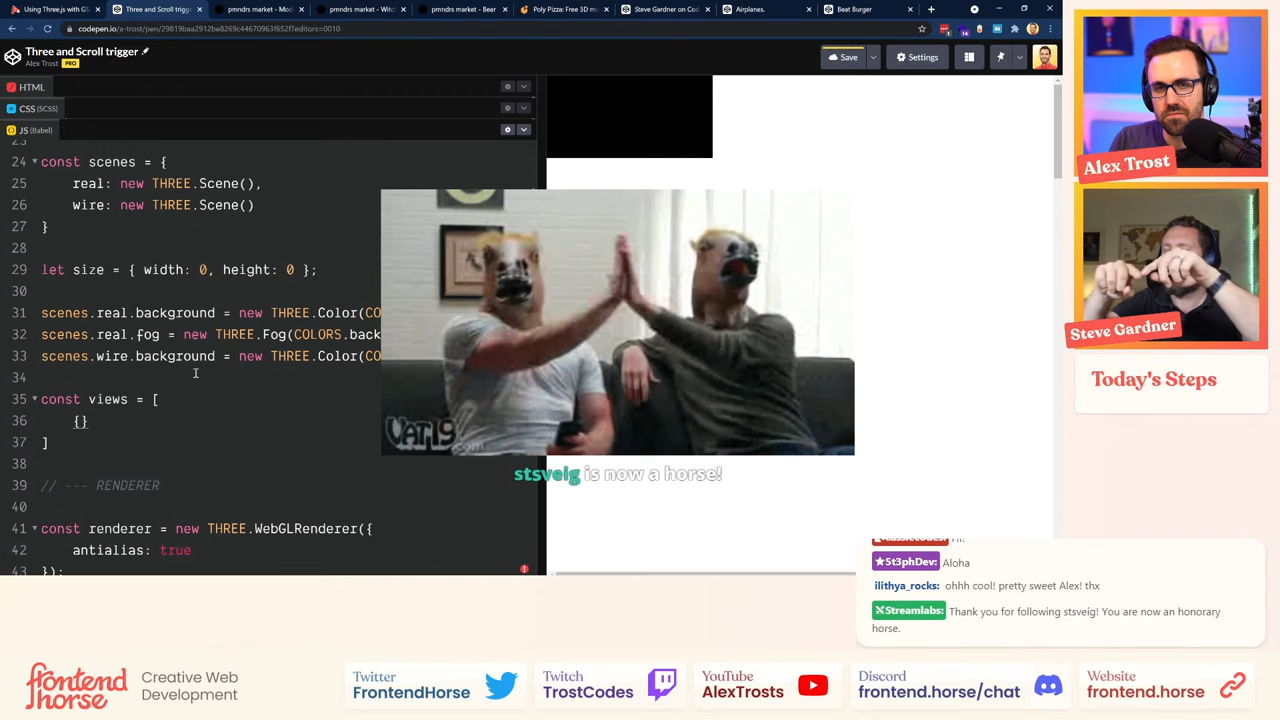 Using Three.js with GS
Three and Scroll trigge
pmndrs market - Mod
pmndrs market - Witc
pmndrs market - Bear
Poly Pizza: Free 3D me
Steve Gardner on Cod
Airplanes.
Beat Burger
codepen.io/a-trost/pen/29819baa2912be8269c44670963f652f?editors=0010
Three and Scroll trigger
Alex Trost PRO
Save
Settings
HTML
CSS (SCSS)
JS (Babel)
23
24 const scenes = {
25 real: new THREE.Scene(),
26 wire: new THREE.Scene()
27 }
28
29 let size = { width: 0, height: 0 };
30
31 scenes.real.background = new THREE.Color(CO
32 scenes.real.fog = new THREE.Fog(COLORS.back
33 scenes.wire.background = new THREE.Color(CO
34
35 const views = [
36 {}
37 ]
38
39 // --- RENDERER
40
41 const renderer = new THREE.WebGLRenderer({
42 antialias: true
43 });
VAT19.com
stsveig is now a horse!
Alex Trost
Steve Gardner
Today's Steps
Hi!
5t3phDev: Aloha
ilithya_rocks: ohhh cool! pretty sweet Alex! thx
Streamlabs: Thank you for following stsveig! You are now an honorary
horse.
frontend
horse
Creative Web
Development
Twitter
FrontendHorse
Twitch
TrostCodes
YouTube
AlexTrosts
Discord
frontend.horse/chat
Website
frontend.horse